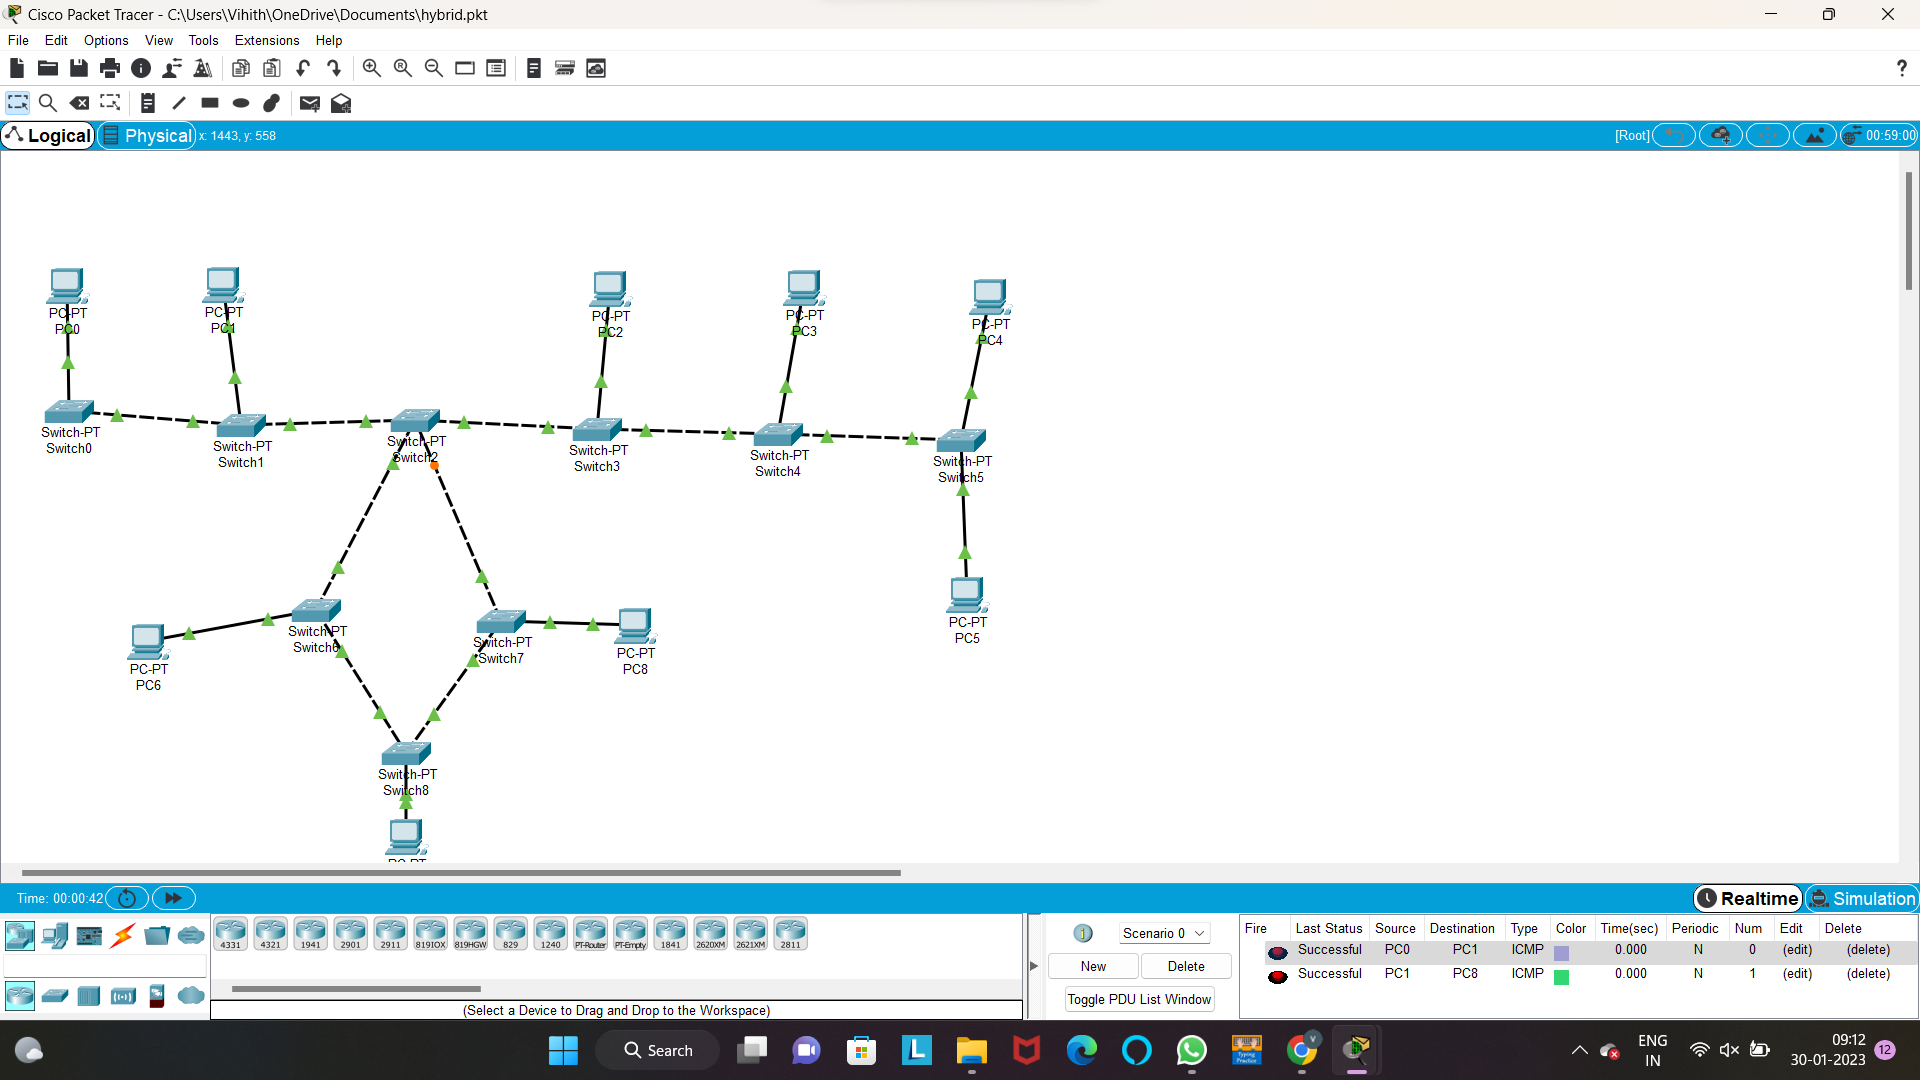 Cisco Packet Tracer - C:\Users\Vihith\OneDrive\Documents\hybrid.pkt
File Edit Options View Tools Extensions Help
?
Logical Physical x: 1443, y: 558 [Root] 00:59:00
PC-PT
PC0
PC-PT
PC1
PC-PT
PC2
PC-PT
PC3
PC-PT
PC4
Switch-PT
Switch0
Switch-PT
Switch1
Switch-PT
Switch2
Switch-PT
Switch3
Switch-PT
Switch4
Switch-PT
Switch5
PC-PT
PC6
Switch-PT
Switch6
Switch-PT
Switch7
PC-PT
PC8
PC-PT
PC5
Switch-PT
Switch8
PC-PT
Time: 00:00:42 Realtime Simulation
4331 4321 1941 2901 2911 819IOX 819HGW 829 1240 PT-Router PT-Empty 1841 2620XM 2621XM 2811
(Select a Device to Drag and Drop to the Workspace)
Scenario 0
New Delete
Toggle PDU List Window
Fire Last Status Source Destination Type Color Time(sec) Periodic Num Edit Delete
Successful PC0 PC1 ICMP 0.000 N 0 (edit) (delete)
Successful PC1 PC8 ICMP 0.000 N 1 (edit) (delete)
Search
L
Typing Practice
V
ENG
IN
09:12
30-01-2023
12